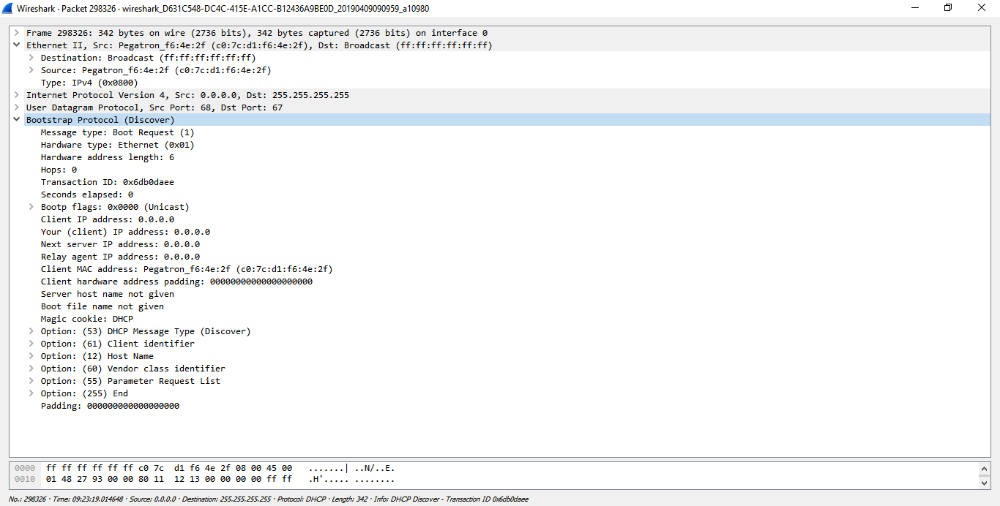 Wireshark · Packet 298326 · wireshark_D631C548-DC4C-415E-A1CC-B12436A9BE0D_20190409090959_a10980
Frame 298326: 342 bytes on wire (2736 bits), 342 bytes captured (2736 bits) on interface 0
Ethernet II, Src: Pegatron_f6:4e:2f (c0:7c:d1:f6:4e:2f), Dst: Broadcast (ff:ff:ff:ff:ff:ff)
Destination: Broadcast (ff:ff:ff:ff:ff:ff)
Source: Pegatron_f6:4e:2f (c0:7c:d1:f6:4e:2f)
Type: IPv4 (0x0800)
Internet Protocol Version 4, Src: 0.0.0.0, Dst: 255.255.255.255
User Datagram Protocol, Src Port: 68, Dst Port: 67
Bootstrap Protocol (Discover)
Message type: Boot Request (1)
Hardware type: Ethernet (0x01)
Hardware address length: 6
Hops: 0
Transaction ID: 0x6db0daee
Seconds elapsed: 0
Bootp flags: 0x0000 (Unicast)
Client IP address: 0.0.0.0
Your (client) IP address: 0.0.0.0
Next server IP address: 0.0.0.0
Relay agent IP address: 0.0.0.0
Client MAC address: Pegatron_f6:4e:2f (c0:7c:d1:f6:4e:2f)
Client hardware address padding: 00000000000000000000
Server host name not given
Boot file name not given
Magic cookie: DHCP
Option: (53) DHCP Message Type (Discover)
Option: (61) Client identifier
Option: (12) Host Name
Option: (60) Vendor class identifier
Option: (55) Parameter Request List
Option: (255) End
Padding: 000000000000000000
0000 ff ff ff ff ff ff c0 7c d1 f6 4e 2f 08 00 45 00 .......| ..N/..E.
0010 01 48 27 93 00 00 80 11 12 13 00 00 00 00 ff ff .H'..... ........
No.: 298326 · Time: 09:23:19.014648 · Source: 0.0.0.0 · Destination: 255.255.255.255 · Protocol: DHCP · Length: 342 · Info: DHCP Discover - Transaction ID 0x6db0daee